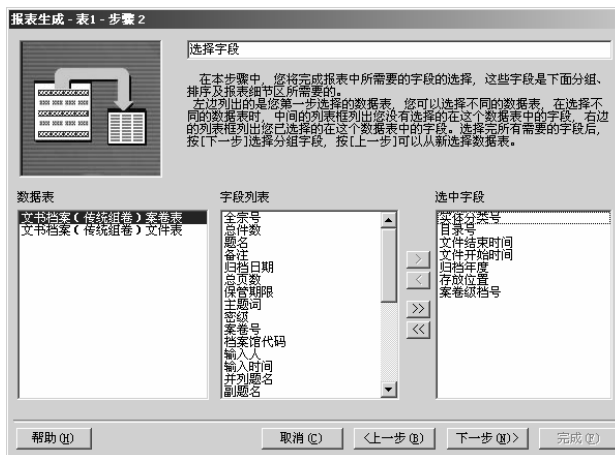 报表生成 - 表1 - 步骤 2
选择字段
在本步骤中，您将完成报表中所需要的字段的选择，这些字段是下面分组、
排序及报表细节区所需要的。
左边列出的是您第一步选择的数据表，您可以选择不同的数据表，在选择不
同的数据表时，中间的列表框列出您没有选择的在这个数据表中的字段，右边
的列表框列出您已选择的在这个数据表中的字段。选择完所有需要的字段后，
按[下一步]选择分组字段，按[上一步]可以从新选择数据表。
数据表
文书档案(传统组卷)案卷表
文书档案(传统组卷)文件表
字段列表
全宗号
总件数
题名
备注
归档日期
总页数
保管期限
主题词
密级
案卷号
档案馆代码
输入人
输入时间
并列题名
副题名
>
<
>>
<<
选中字段
实体分类号
目录号
文件结束时间
文件开始时间
归档年度
存放位置
案卷级档号
帮助(H)
取消(C)
<上一步(B)
下一步(N)>
完成(F)